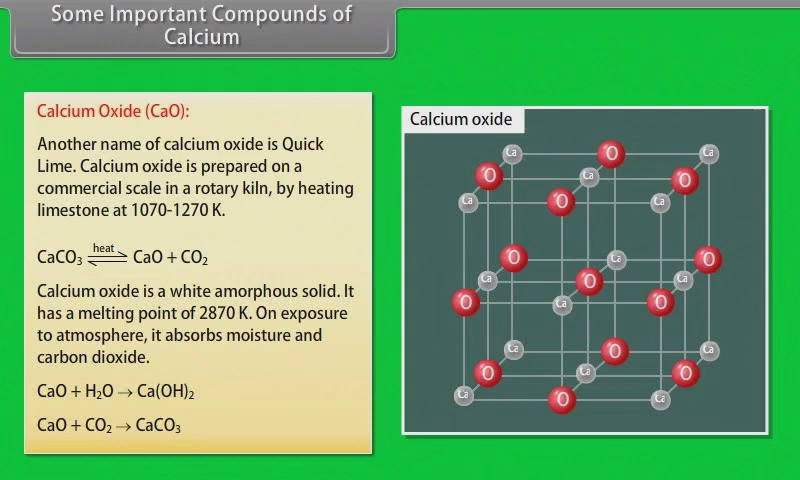 Some Important Compounds of
Calcium
Calcium Oxide (CaO):
Another name of calcium oxide is Quick
Lime. Calcium oxide is prepared on a
commercial scale in a rotary kiln, by heating
limestone at 1070-1270 K.
heat
CaCO₃ ⇌ CaO + CO₂
Calcium oxide is a white amorphous solid. It
has a melting point of 2870 K. On exposure
to atmosphere, it absorbs moisture and
carbon dioxide.
CaO + H₂O → Ca(OH)₂
CaO + CO₂ → CaCO₃
Calcium oxide
Ca O Ca
O Ca O
Ca O Ca
O Ca O
Ca O Ca
O Ca O
Ca O Ca
O Ca O
Ca O Ca